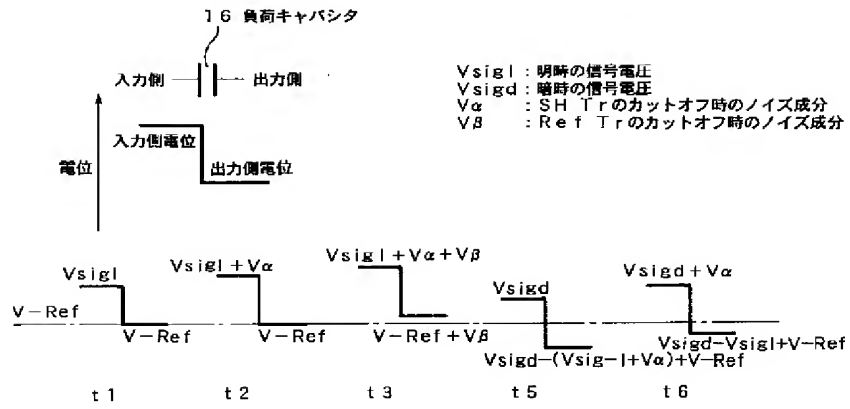 16 負荷キャパシタ
入力側
出力側
Vsigl：明時の信号電圧
Vsigd：暗時の信号電圧
Vα：SH Trのカットオフ時のノイズ成分
Vβ：Ref Trのカットオフ時のノイズ成分
電位
入力側電位
出力側電位
Vsigl
V-Ref
V-Ref
t1
Vsigl+Vα
V-Ref
t2
Vsigl+Vα+Vβ
V-Ref+Vβ
t3
Vsigd
Vsigd-(Vsig-l+Vα)+V-Ref
t5
Vsigd+Vα
Vsigd-Vsigl+V-Ref
t6